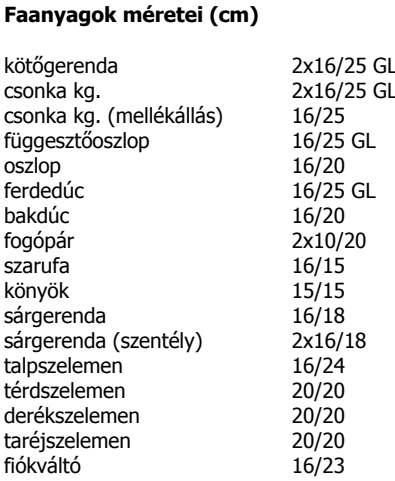 Faanyagok méretei (cm)
kötőgerenda 2x16/25 GL
csonka kg. 2x16/25 GL
csonka kg. (mellékállás) 16/25
függesztőoszlop 16/25 GL
oszlop 16/20
ferdedúc 16/25 GL
bakdúc 16/20
fogópár 2x10/20
szarufa 16/15
könyök 15/15
sárgerenda 16/18
sárgerenda (szentély) 2x16/18
talpszelemen 16/24
térdszelemen 20/20
derékszelemen 20/20
taréjszelemen 20/20
fiókváltó 16/23